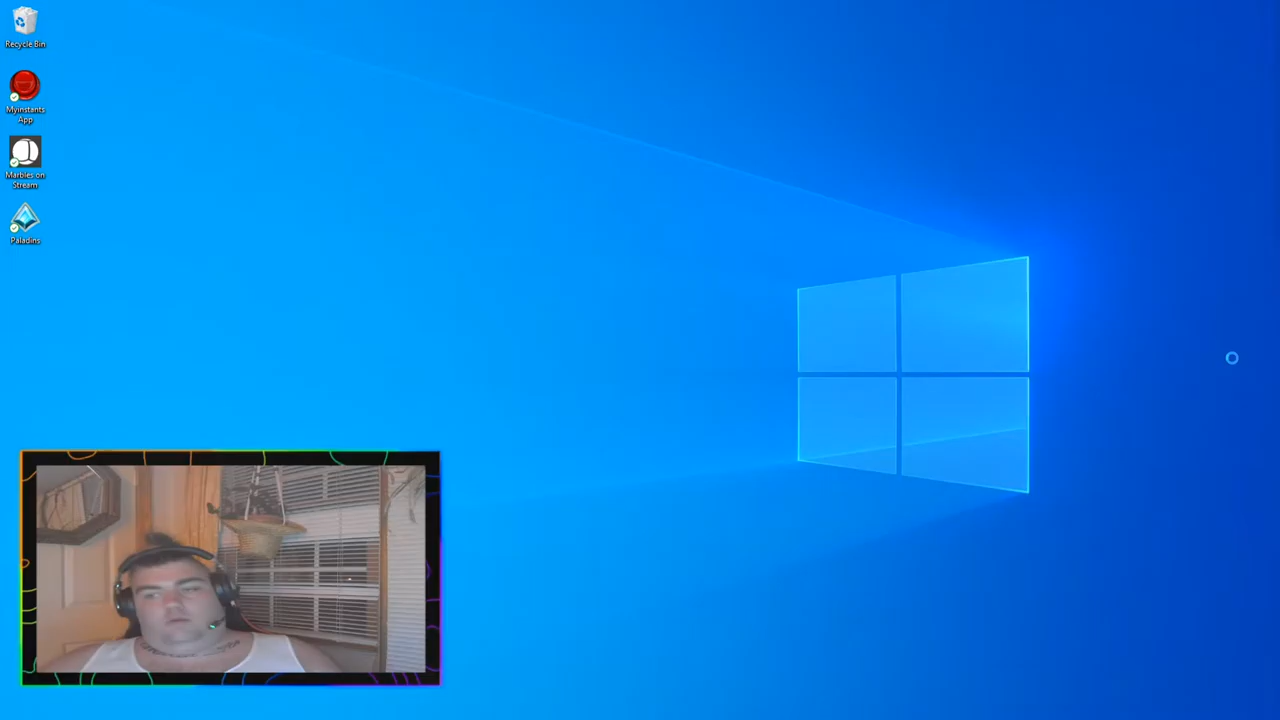 Recycle Bin
Myinstants
App
Marbles on
Stream
Paladins